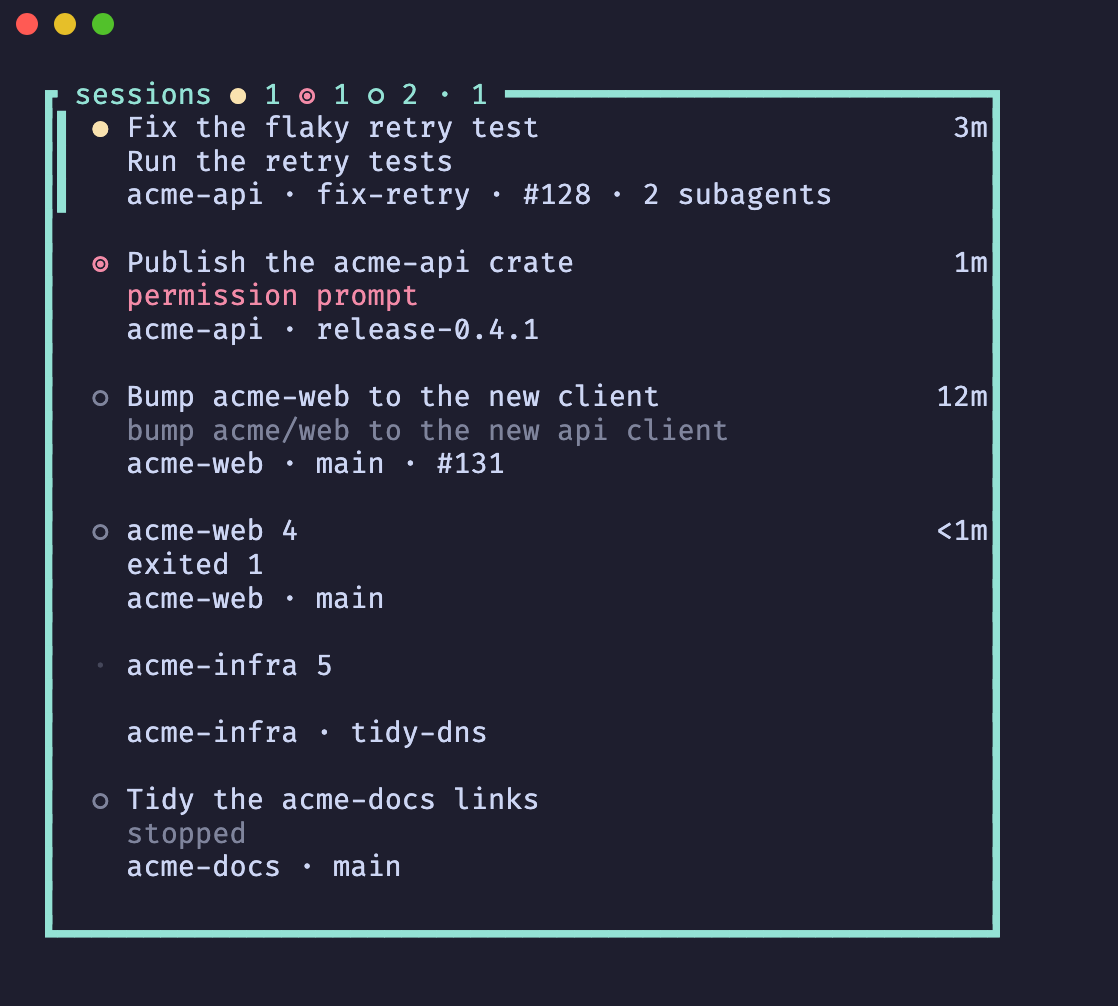 sessions ● 1 ◉ 1 ○ 2 · 1
● Fix the flaky retry test 3m
Run the retry tests
acme-api · fix-retry · #128 · 2 subagents
◉ Publish the acme-api crate 1m
permission prompt
acme-api · release-0.4.1
○ Bump acme-web to the new client 12m
bump acme/web to the new api client
acme-web · main · #131
○ acme-web 4 <1m
exited 1
acme-web · main
· acme-infra 5
acme-infra · tidy-dns
○ Tidy the acme-docs links
stopped
acme-docs · main